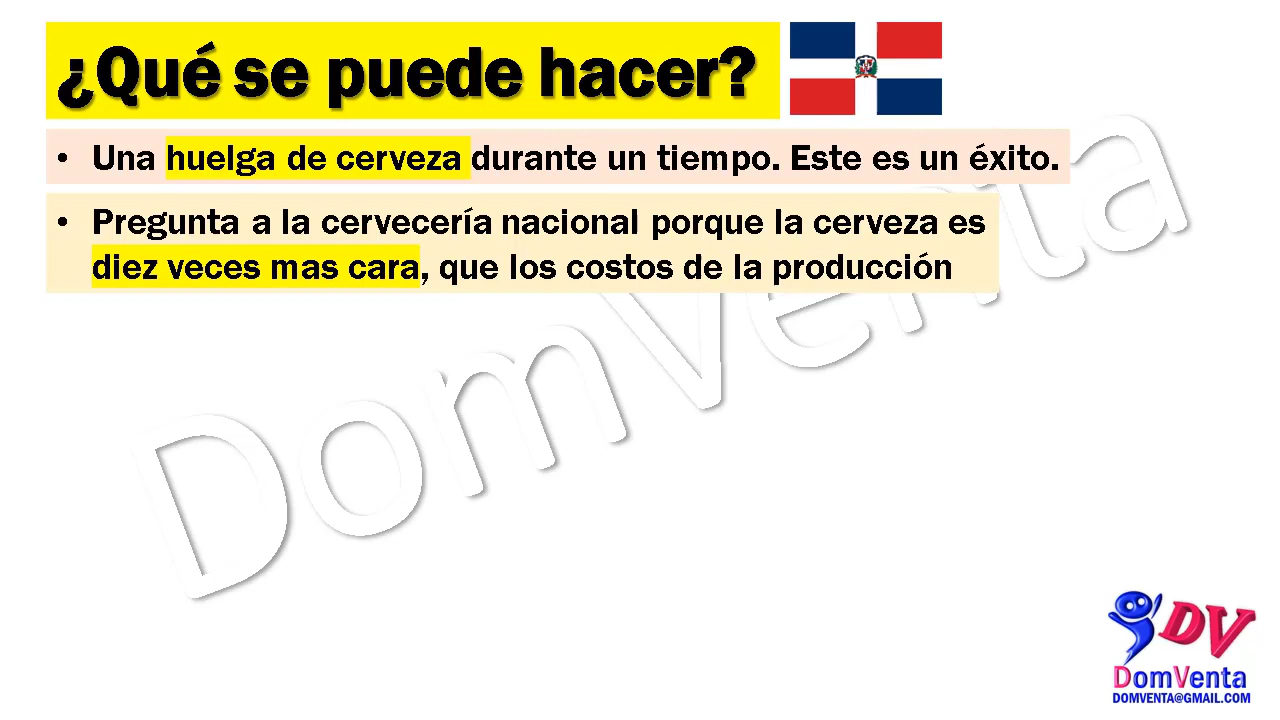 ¿Qué se puede hacer?
• Una huelga de cerveza durante un tiempo. Este es un éxito.
• Pregunta a la cervecería nacional porque la cerveza es
diez veces mas cara, que los costos de la producción
DomVenta
DV
DomVenta
DOMVENTA@GMAIL.COM